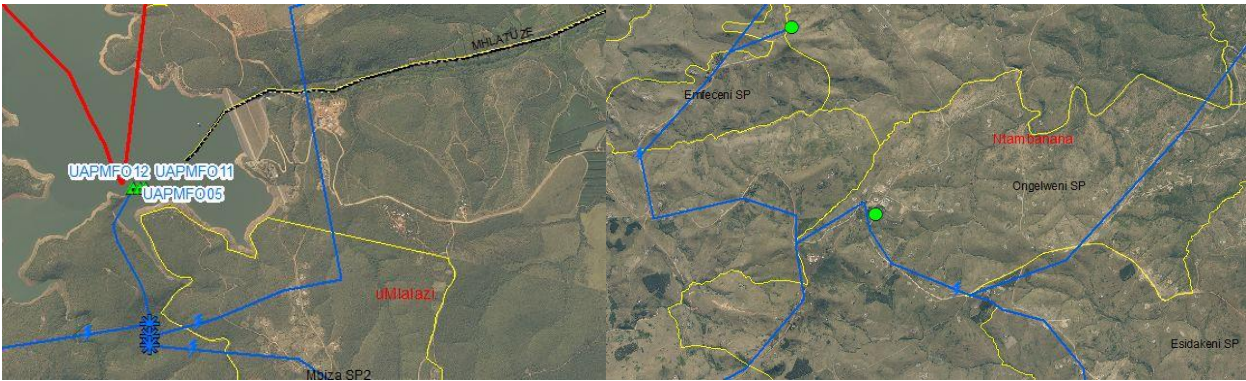 MHLATUZE
UAPMFO12 UAPMFO11
UAPMFO05
uMlalazi
Mbiza SP2
Emfeceni SP
Ntambanana
Ongelweni SP
Esidakeni SP